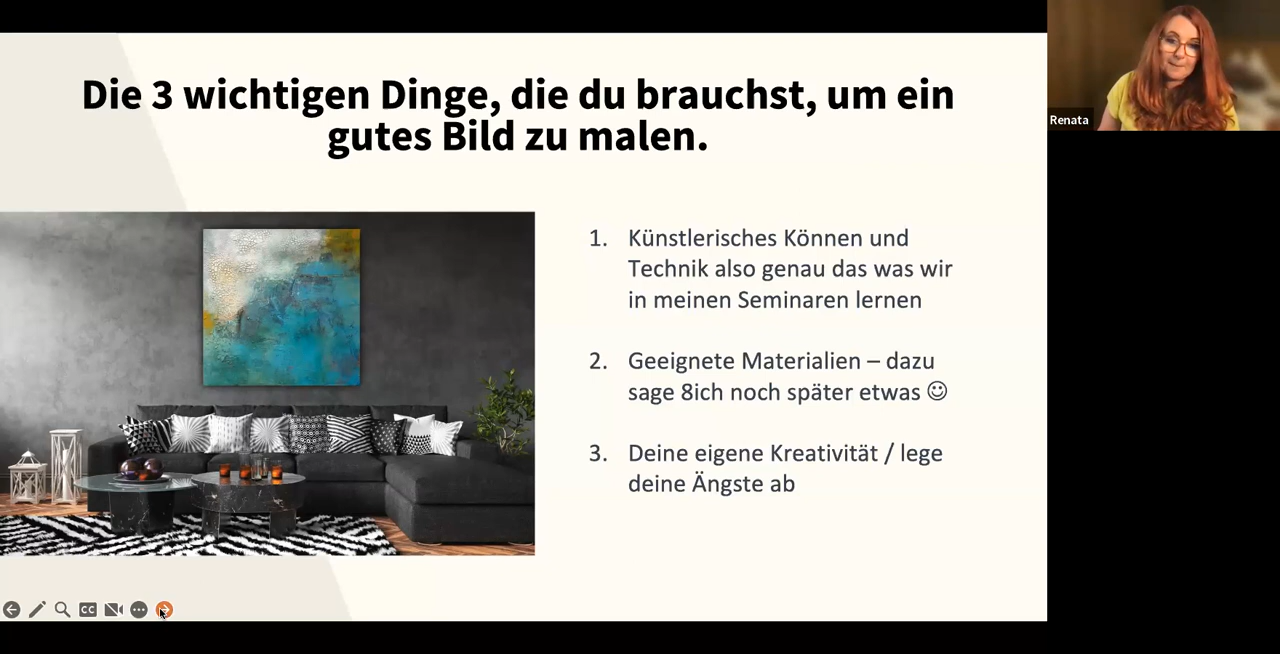 Die 3 wichtigen Dinge, die du brauchst, um ein
gutes Bild zu malen.
1. Künstlerisches Können und
Technik also genau das was wir
in meinen Seminaren lernen
2. Geeignete Materialien – dazu
sage 8ich noch später etwas ☺
3. Deine eigene Kreativität / lege
deine Ängste ab
Renata
CC